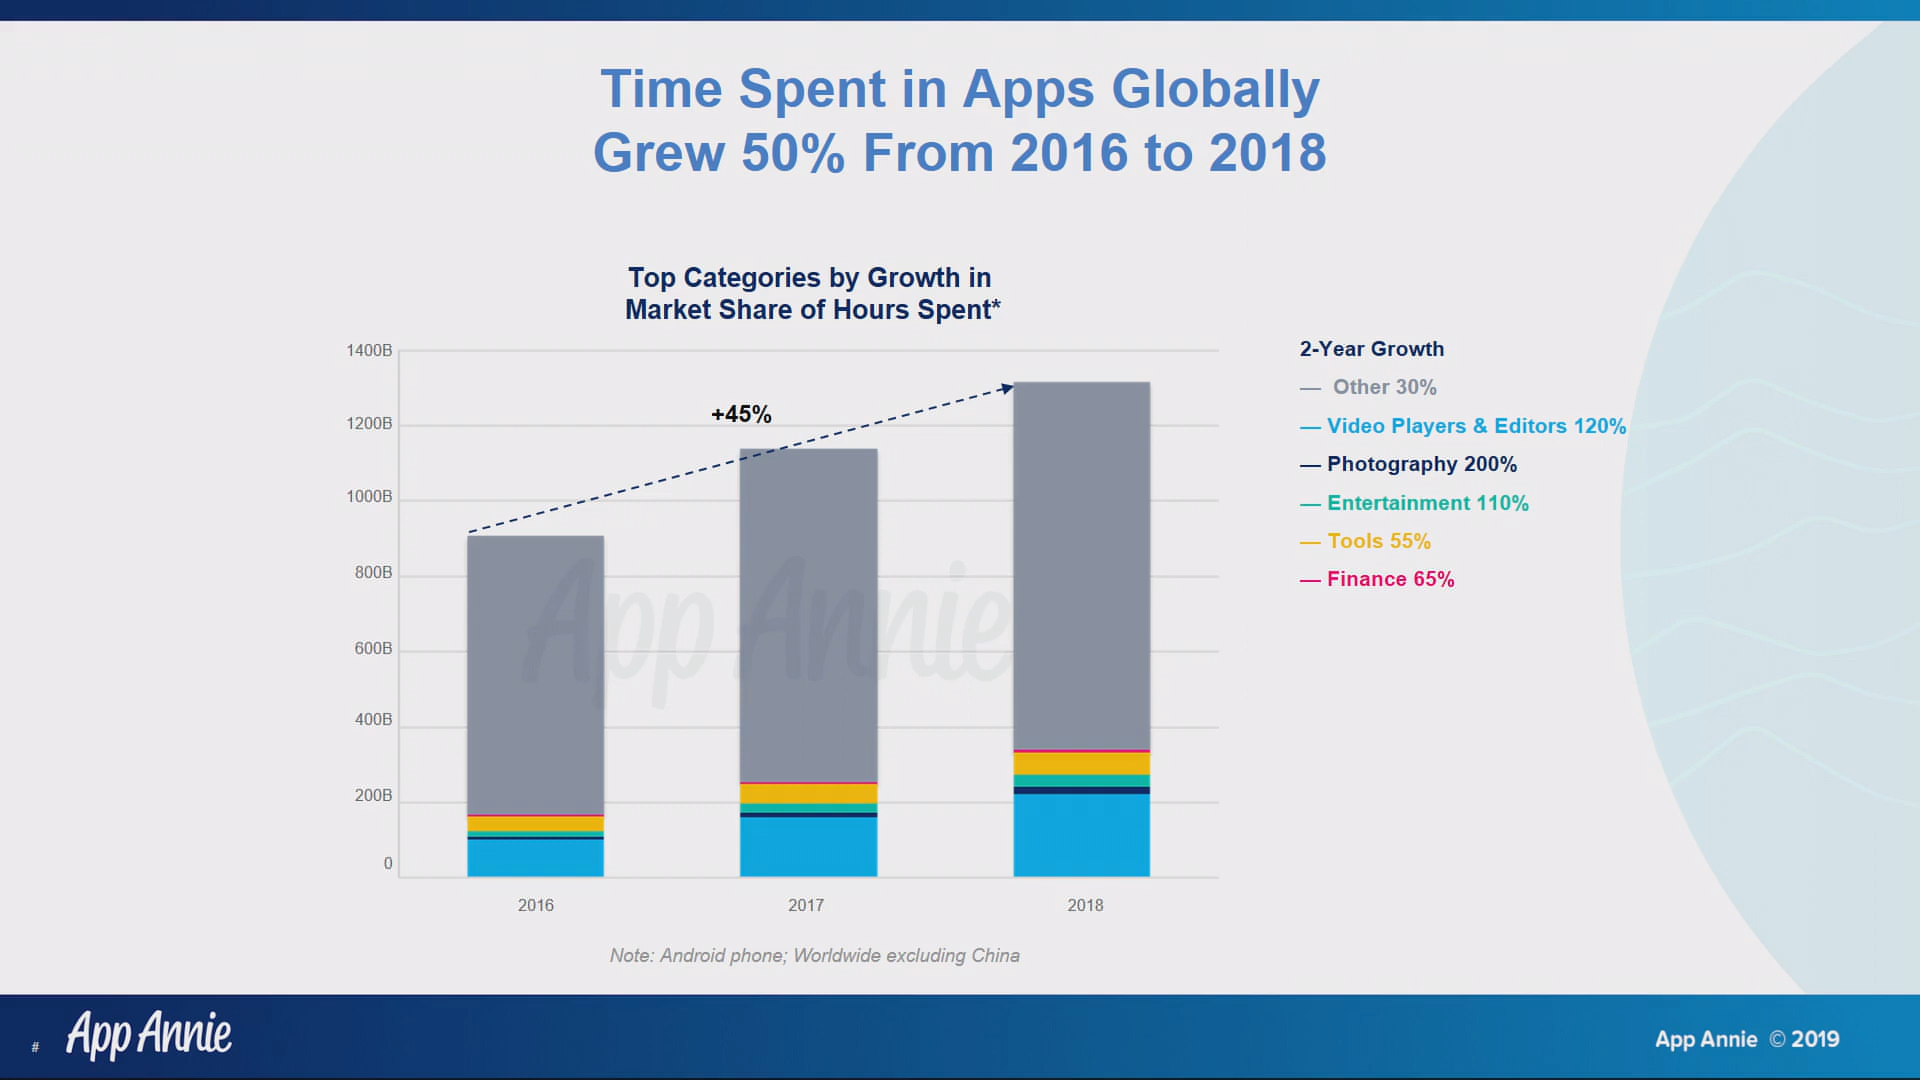 Time Spent in Apps Globally
Grew 50% From 2016 to 2018
Top Categories by Growth in
Market Share of Hours Spent*
1400B
1200B
1000B
800B
600B
400B
200B
0
+45%
App Annie
2016
2017
2018
2-Year Growth
— Other 30%
— Video Players & Editors 120%
— Photography 200%
— Entertainment 110%
— Tools 55%
— Finance 65%
Note: Android phone; Worldwide excluding China
# App Annie
App Annie © 2019